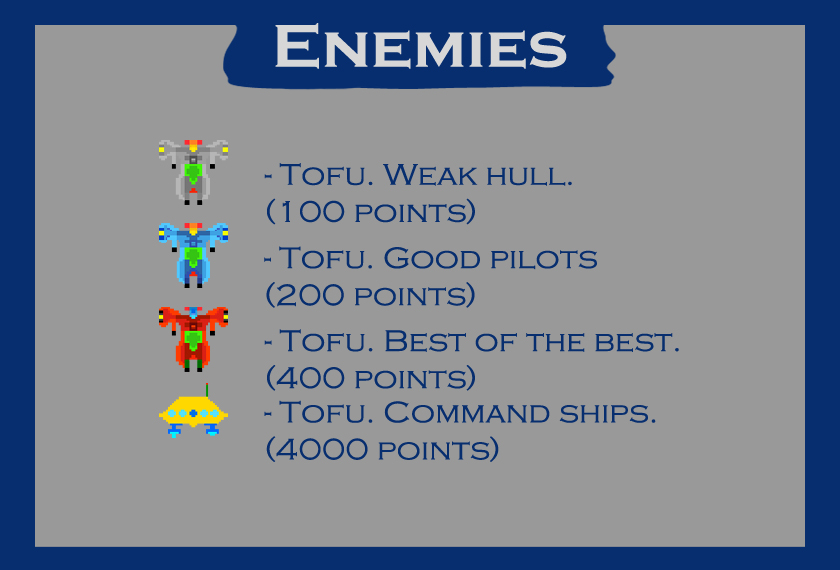 Enemies
- Tofu. Weak hull.
(100 points)
- Tofu. Good pilots
(200 points)
- Tofu. Best of the best.
(400 points)
- Tofu. Command ships.
(4000 points)